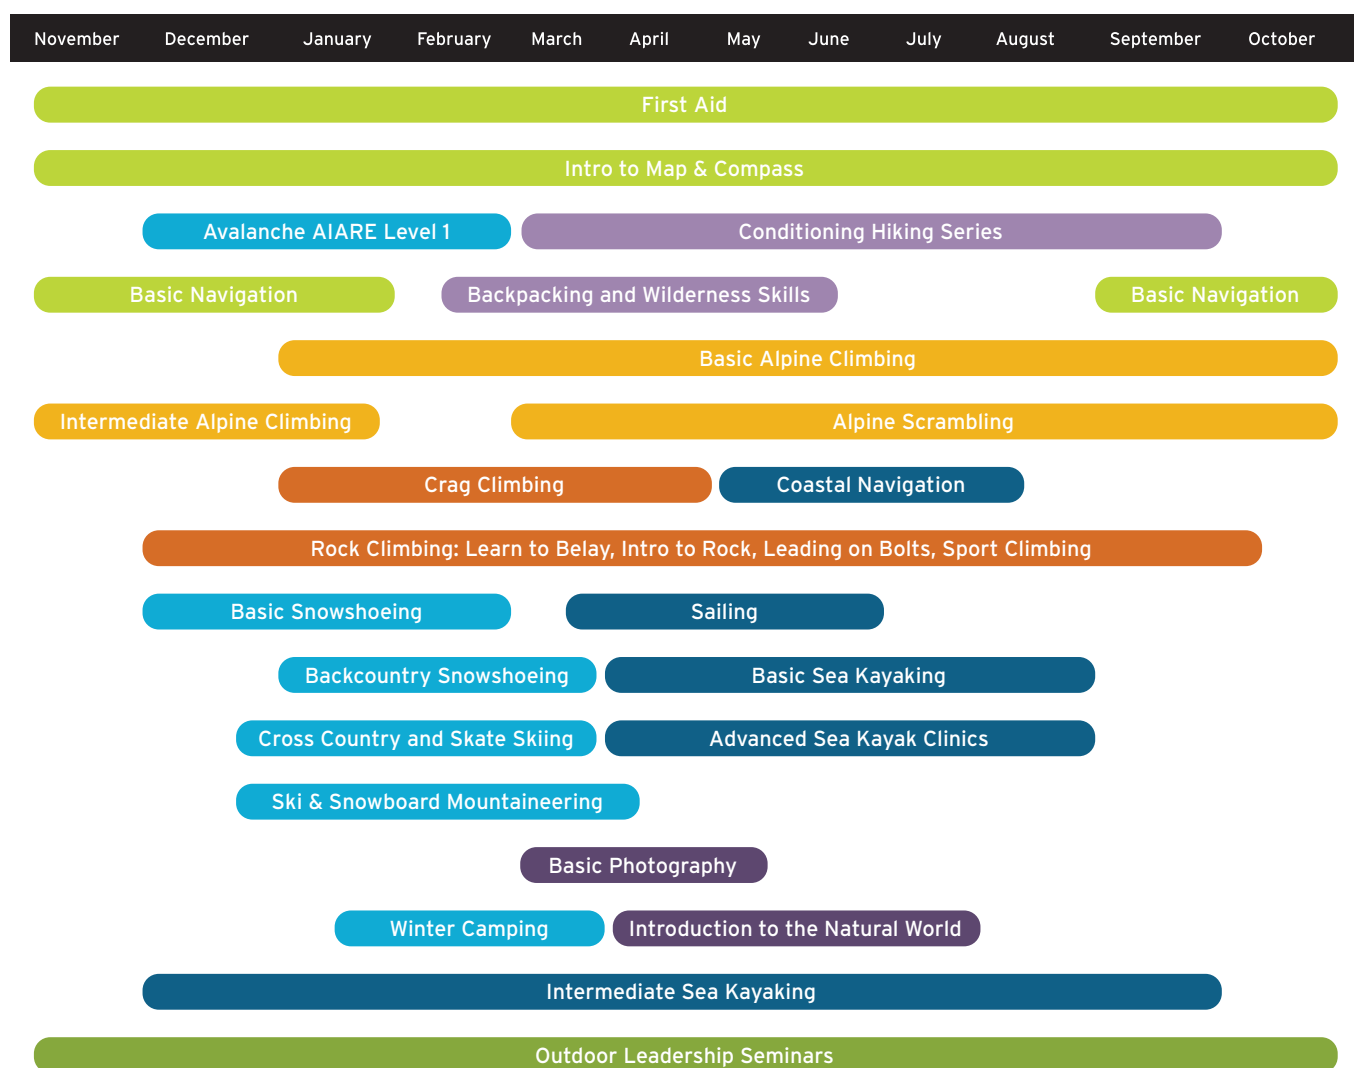 November December January February March April May June July August September October
First Aid
Intro to Map & Compass
Avalanche AIARE Level 1 Conditioning Hiking Series
Basic Navigation Backpacking and Wilderness Skills Basic Navigation
Basic Alpine Climbing
Intermediate Alpine Climbing Alpine Scrambling
Crag Climbing Coastal Navigation
Rock Climbing: Learn to Belay, Intro to Rock, Leading on Bolts, Sport Climbing
Basic Snowshoeing Sailing
Backcountry Snowshoeing Basic Sea Kayaking
Cross Country and Skate Skiing Advanced Sea Kayak Clinics
Ski & Snowboard Mountaineering
Basic Photography
Winter Camping Introduction to the Natural World
Intermediate Sea Kayaking
Outdoor Leadership Seminars